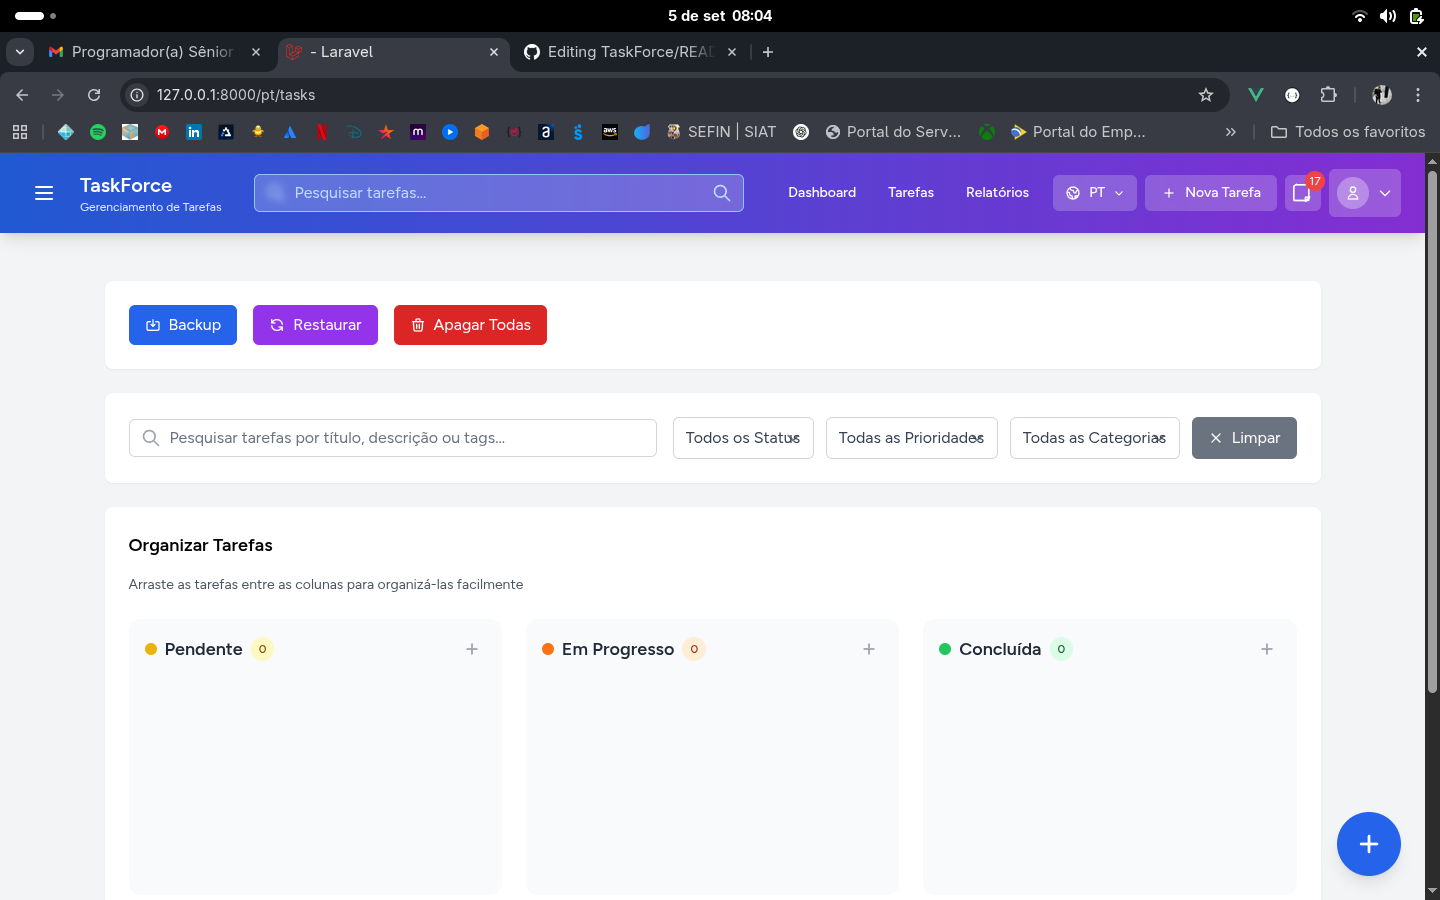 5 de set 08:04
Programador(a) Sênior
- Laravel
Editing TaskForce/READ
127.0.0.1:8000/pt/tasks
SEFIN | SIAT
Portal do Serv...
Portal do Emp...
Todos os favoritos
TaskForce
Gerenciamento de Tarefas
Pesquisar tarefas...
Dashboard
Tarefas
Relatórios
PT
Nova Tarefa
17
Backup
Restaurar
Apagar Todas
Pesquisar tarefas por título, descrição ou tags...
Todos os Status
Todas as Prioridades
Todas as Categorias
Limpar
Organizar Tarefas
Arraste as tarefas entre as colunas para organizá-las facilmente
Pendente 0
Em Progresso 0
Concluída 0